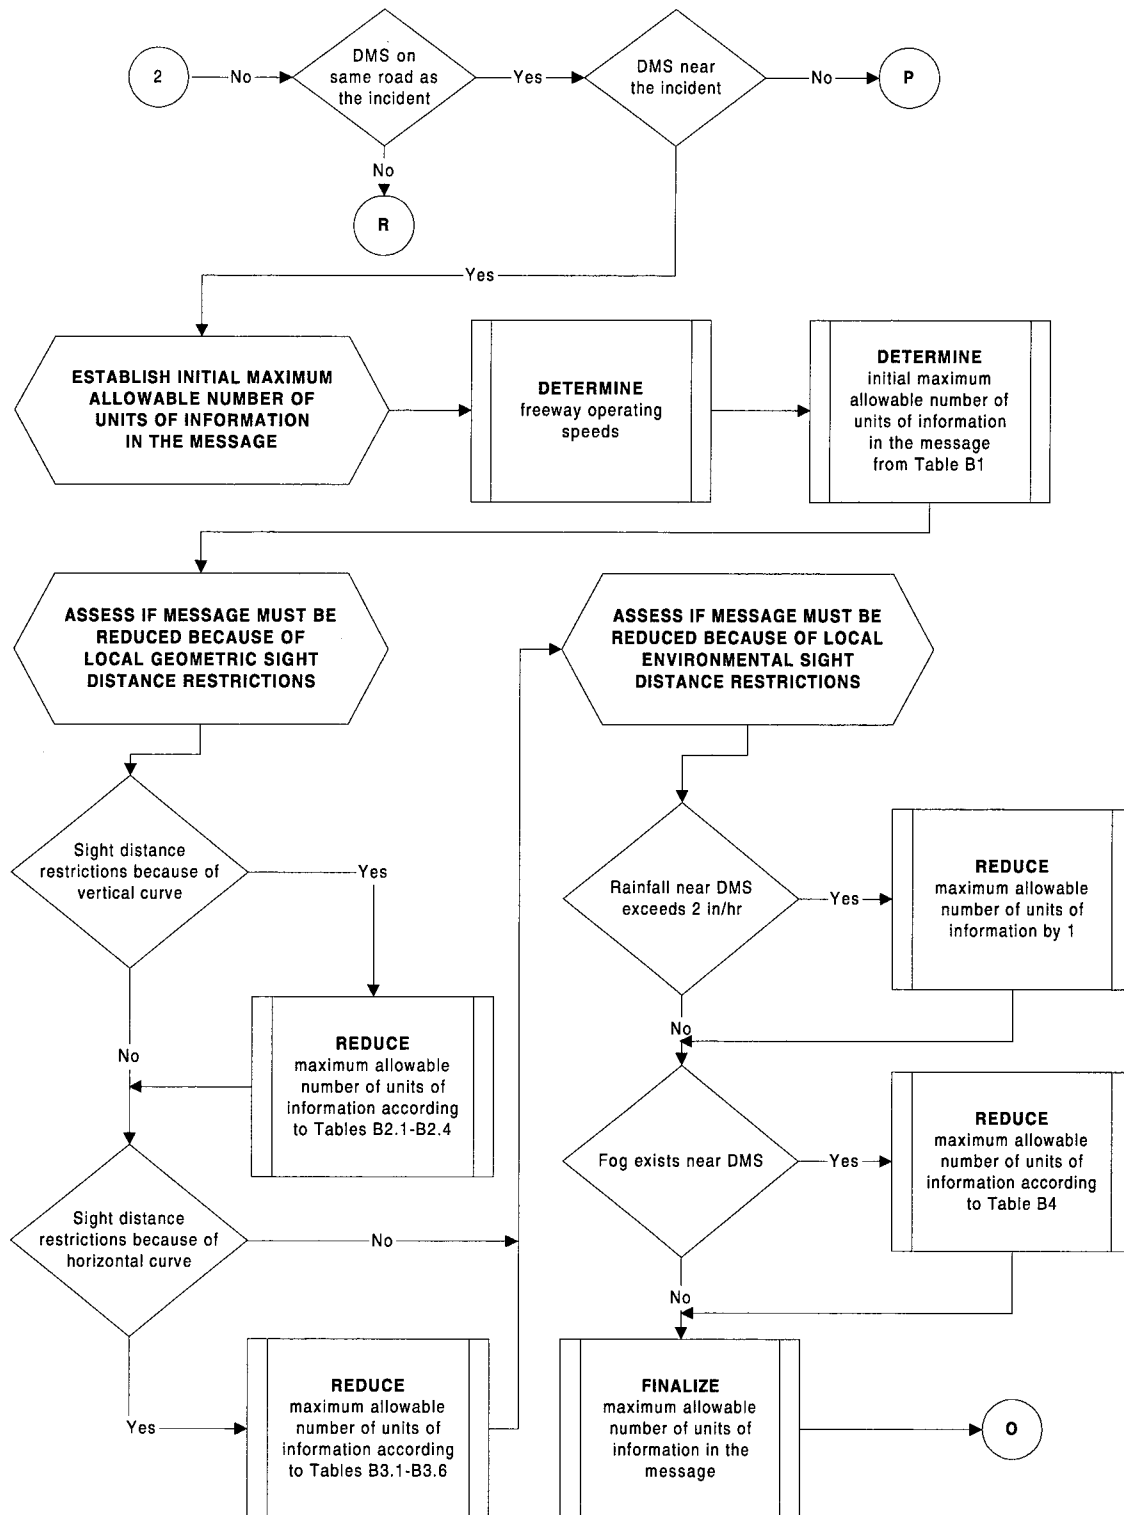 2
No
DMS on
same road as
the incident
Yes
DMS near
the incident
No
P
No
R
Yes
ESTABLISH INITIAL MAXIMUM
ALLOWABLE NUMBER OF
UNITS OF INFORMATION
IN THE MESSAGE
DETERMINE
freeway operating
speeds
DETERMINE
initial maximum
allowable number of
units of information
in the message
from Table B1
ASSESS IF MESSAGE MUST BE
REDUCED BECAUSE OF
LOCAL GEOMETRIC SIGHT
DISTANCE RESTRICTIONS
ASSESS IF MESSAGE MUST BE
REDUCED BECAUSE OF LOCAL
ENVIRONMENTAL SIGHT
DISTANCE RESTRICTIONS
Sight distance
restrictions because of
vertical curve
Yes
No
REDUCE
maximum allowable
number of units of
information according
to Tables B2.1-B2.4
Sight distance
restrictions because of
horizontal curve
No
Yes
REDUCE
maximum allowable
number of units of
information according
to Tables B3.1-B3.6
Rainfall near DMS
exceeds 2 in/hr
Yes
REDUCE
maximum allowable
number of units of
information by 1
No
Fog exists near DMS
Yes
REDUCE
maximum allowable
number of units of
information according
to Table B4
No
FINALIZE
maximum allowable
number of units of
information in the
message
O